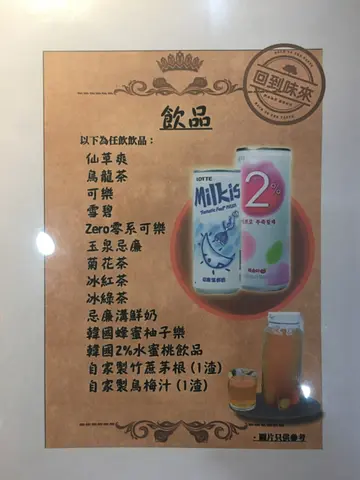 回到味來
飲品
以下為任飲飲品：
仙草爽
烏龍茶
可樂
雪碧
Zero零系可樂
玉泉忌廉
菊花茶
冰紅茶
冰綠茶
忌廉溝鮮奶
韓國蜂蜜柚子樂
韓國2%水蜜桃飲品
自家製竹蔗茅根 (1渣)
自家製烏梅汁 (1渣)
LOTTE
Milkis
2%
- 圖片只供參考